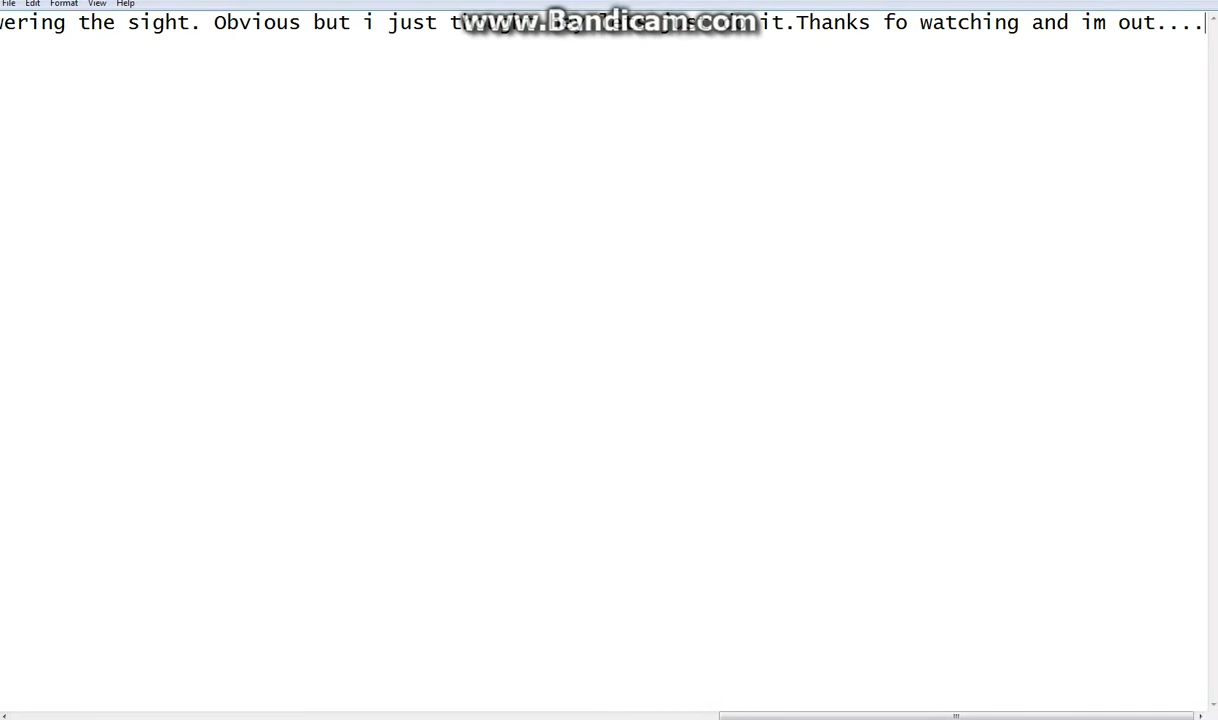 File Edit Format View Help
www.Bandicam.com
the sight. Obvious but i just it.Thanks fo watching and im out....